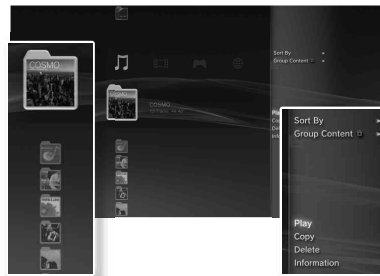 COSMO
Sort By
Group Content
COSMO
Sort By
Group Content
Play
Copy
Delete
Information